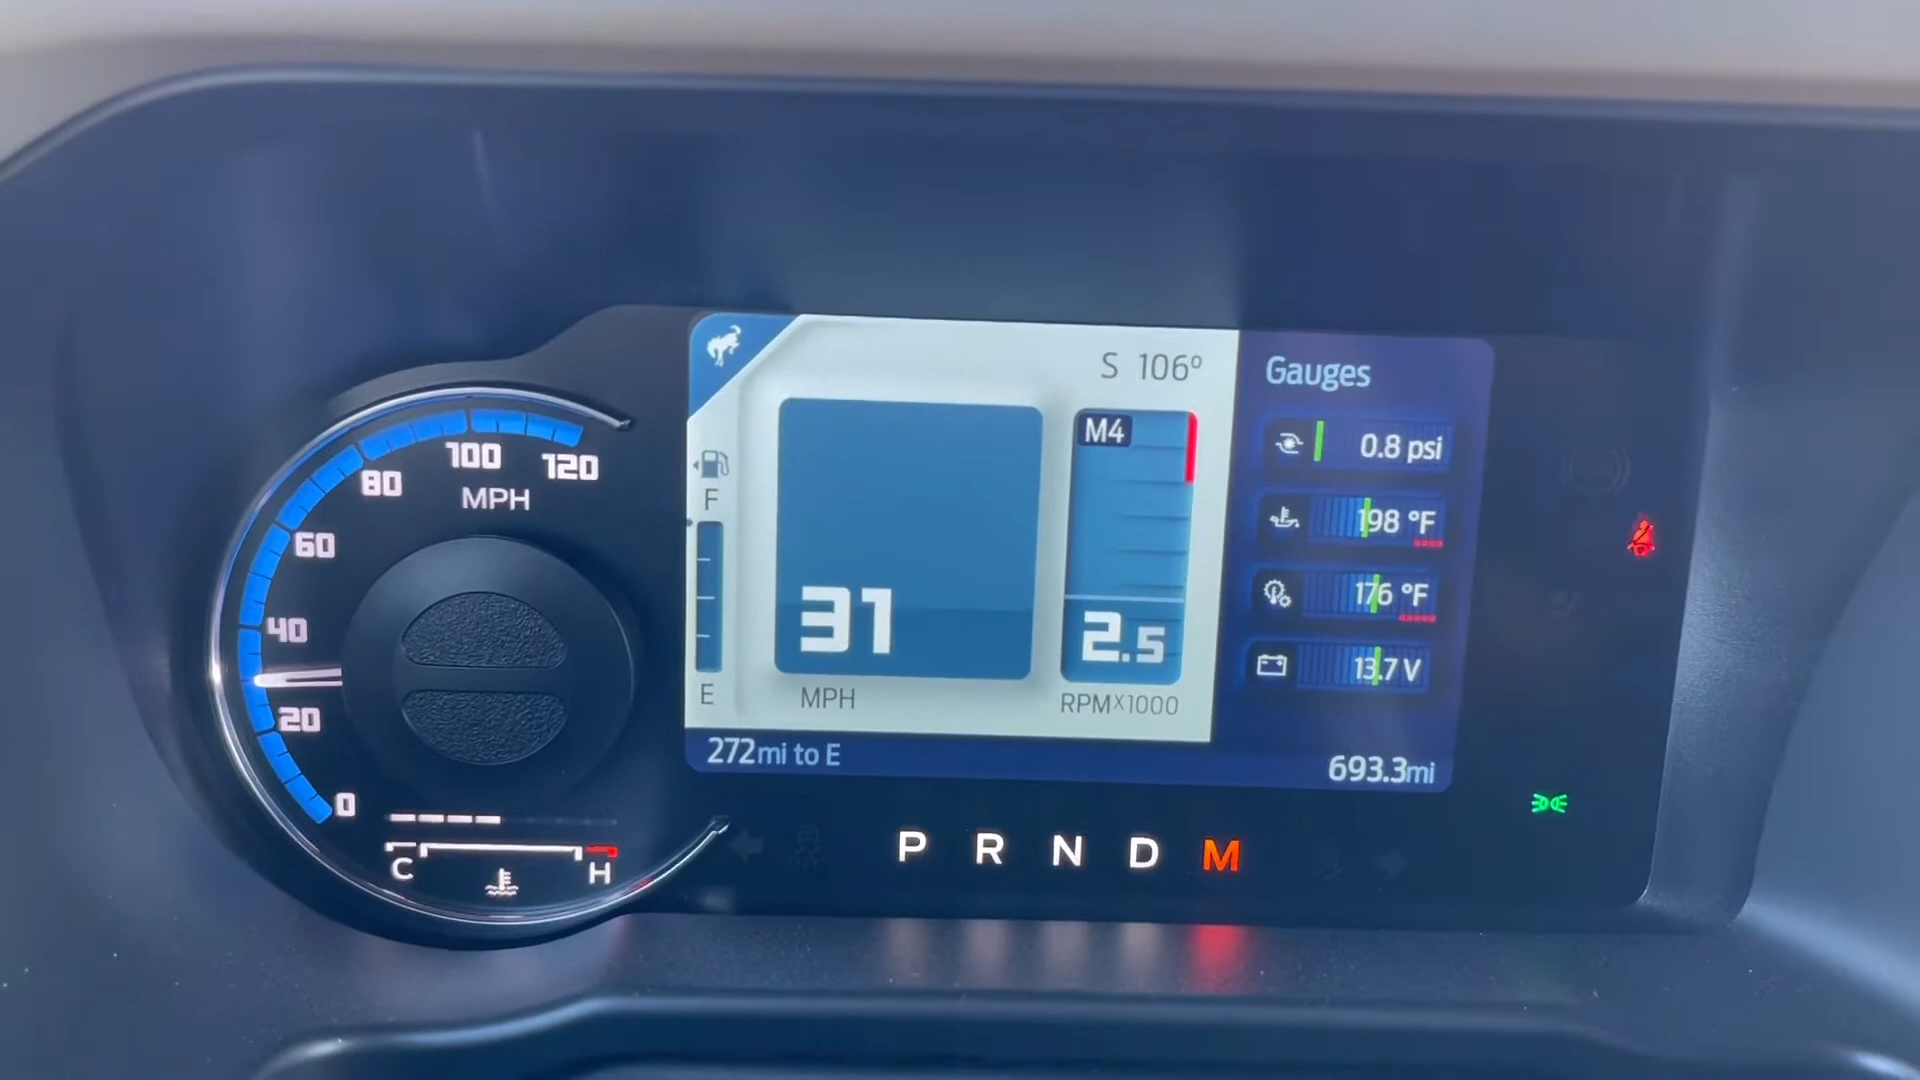 120
100
80
MPH
60
40
20
0
C
H
S 106º
F
E
31
MPH
M4
2.5
RPMX1000
272mi to E
693.3mi
Gauges
0.8 psi
198 °F
176 °F
13.7 V
P R N D M